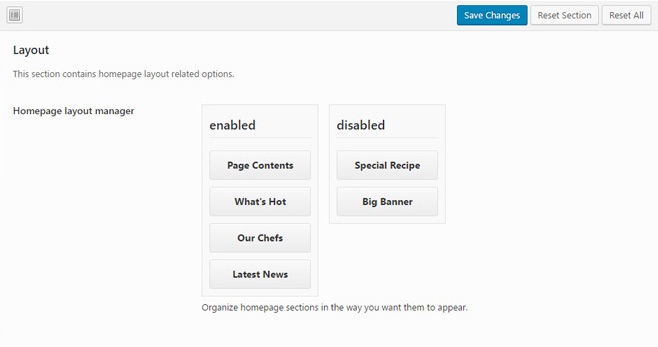 Save Changes Reset Section Reset All
Layout
This section contains homepage layout related options.
Homepage layout manager
enabled
Page Contents
What's Hot
Our Chefs
Latest News
disabled
Special Recipe
Big Banner
Organize homepage sections in the way you want them to appear.